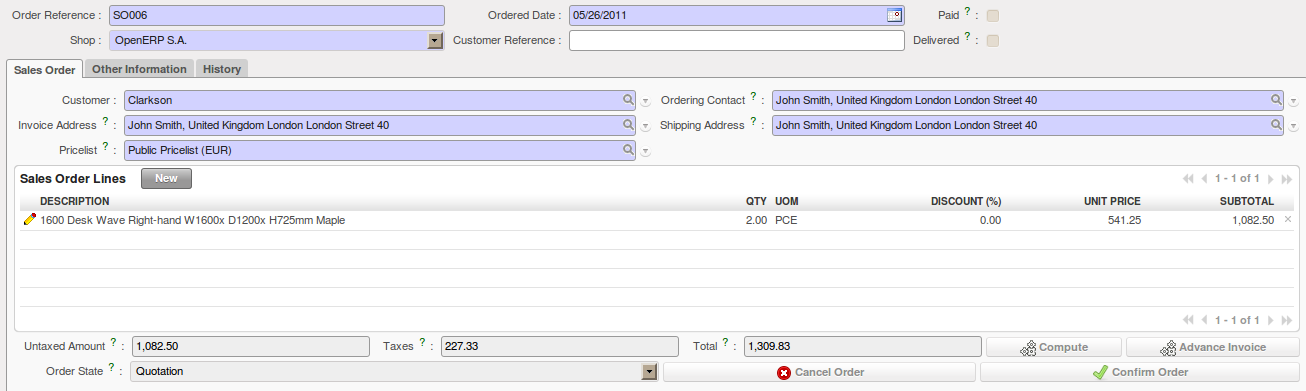 Order Reference : SO006 Ordered Date : 05/26/2011 Paid ? :
Shop : OpenERP S.A. Customer Reference : Delivered ? :
Sales Order Other Information History
Customer : Clarkson Ordering Contact ? : John Smith, United Kingdom London London Street 40
Invoice Address ? : John Smith, United Kingdom London London Street 40 Shipping Address ? : John Smith, United Kingdom London London Street 40
Pricelist ? : Public Pricelist (EUR)
Sales Order Lines New 1 - 1 of 1
DESCRIPTION QTY UOM DISCOUNT (%) UNIT PRICE SUBTOTAL
1600 Desk Wave Right-hand W1600x D1200x H725mm Maple 2.00 PCE 0.00 541.25 1,082.50
1 - 1 of 1
Untaxed Amount ? : 1,082.50 Taxes ? : 227.33 Total ? : 1,309.83 Compute Advance Invoice
Order State ? : Quotation Cancel Order Confirm Order